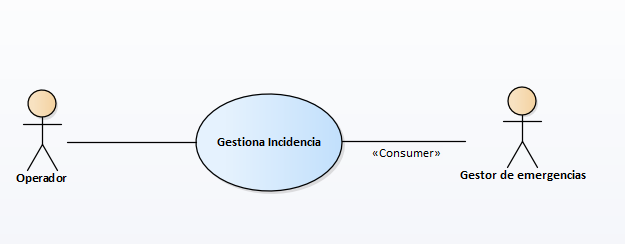 Gestiona Incidencia
«Consumer»
Operador
Gestor de emergencias